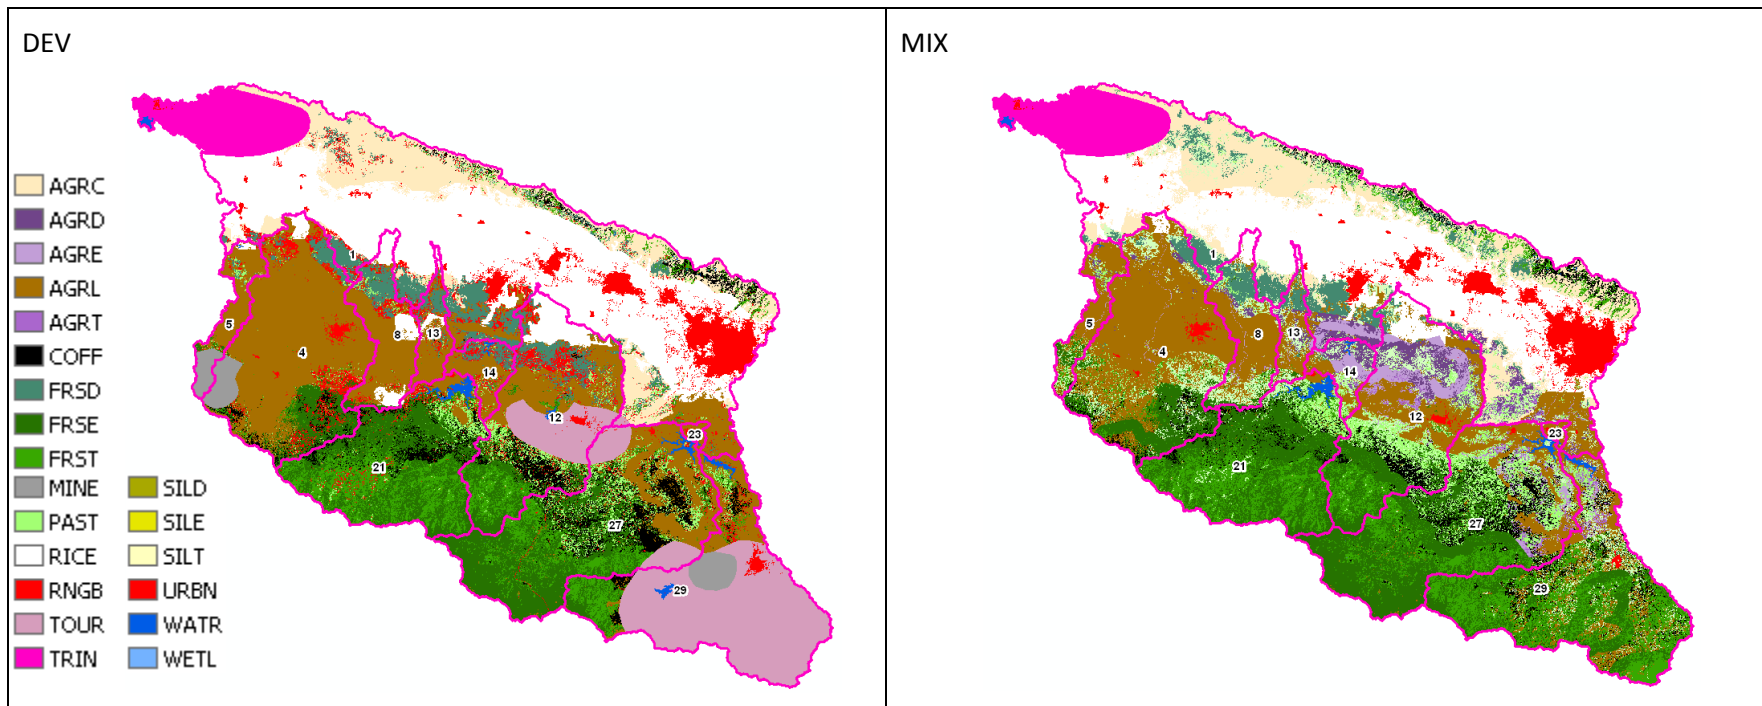 DEV
MIX
AGRC
AGRD
AGRE
AGRL
AGRT
COFF
FRSD
FRSE
FRST
MINE
PAST
RICE
RNGB
TOUR
TRIN
SILD
SILE
SILT
URBN
WATR
WETL
1
5
4
8
13
14
12
23
21
27
29
1
5
4
8
13
14
12
23
21
27
29